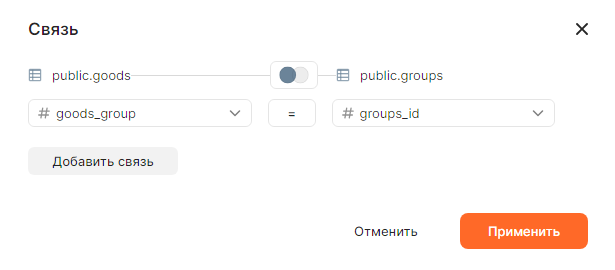 Связь
public.goods public.groups
# goods_group = # groups_id
Добавить связь
Отменить Применить